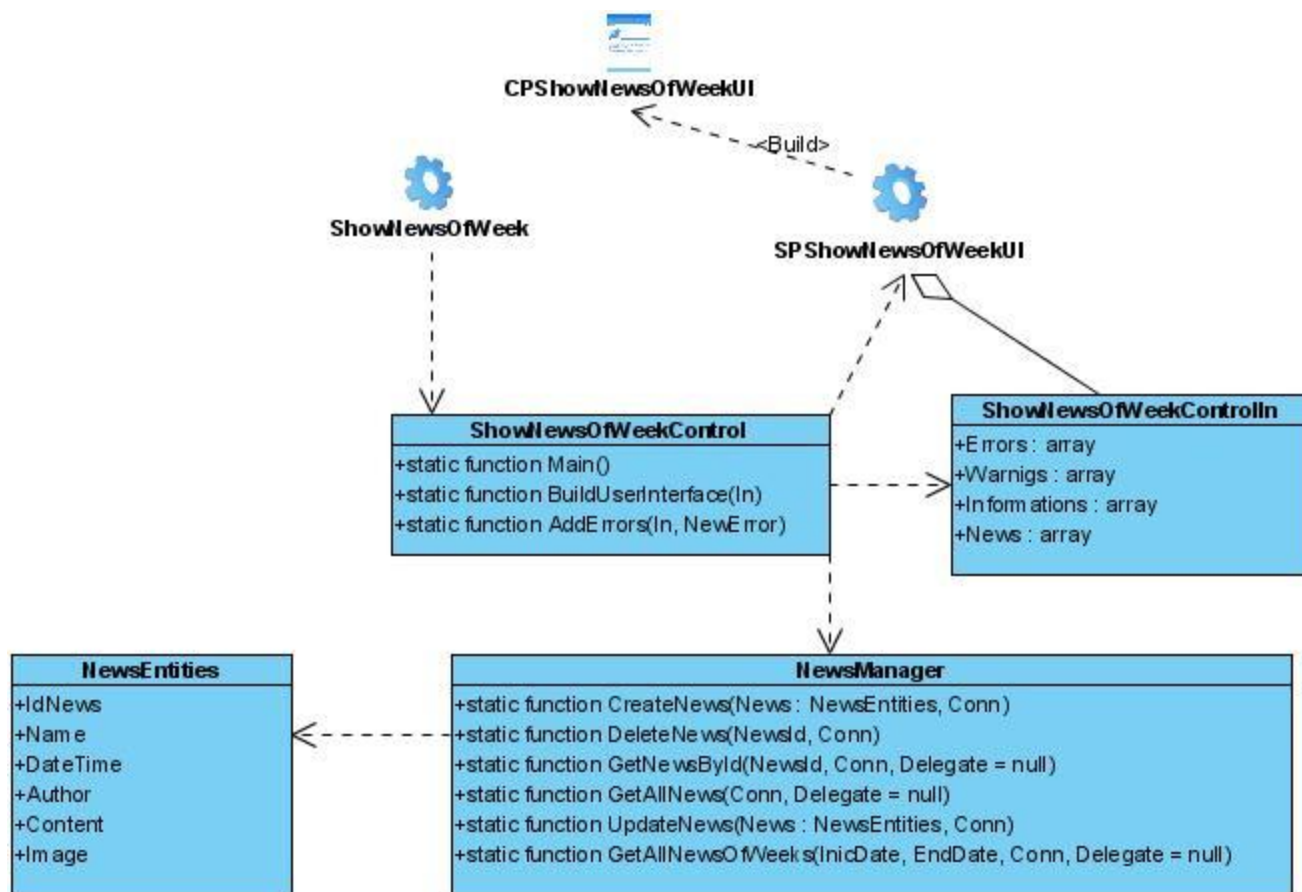 CPShowNewsOfWeekUI
<Build>
ShowNewsOfWeek
SPShowNewsOfWeekUI
ShowNewsOfWeekControl
+static function Main()
+static function BuildUserInterface(In)
+static function AddErrors(In, NewError)
ShowNewsOfWeekControlIn
+Errors : array
+Warnigs : array
+Informations : array
+News : array
NewsEntities
+IdNews
+Name
+DateTime
+Author
+Content
+Image
NewsManager
+static function CreateNews(News : NewsEntities, Conn)
+static function DeleteNews(NewsId, Conn)
+static function GetNewsById(NewsId, Conn, Delegate = null)
+static function GetAllNews(Conn, Delegate = null)
+static function UpdateNews(News : NewsEntities, Conn)
+static function GetAllNewsOfWeeks(InicDate, EndDate, Conn, Delegate = null)